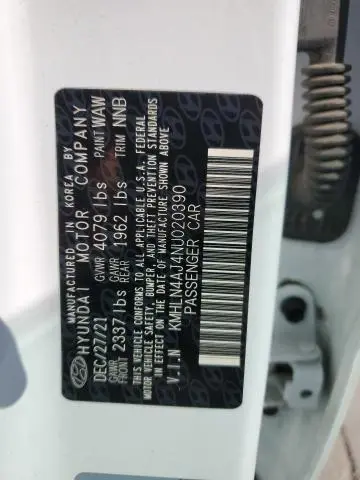 MANUFACTURED IN KOREA BY
HYUNDAI MOTOR COMPANY
DEC/27/21 GVWR 4079 lbs PAINT WAW
GAWR FRONT 2337 lbs GAWR REAR 1962 lbs TRIM NNB
THIS VEHICLE CONFORMS TO ALL APPLICABLE U.S.A. FEDERAL
MOTOR VEHICLE SAFETY, BUMPER, AND THEFT PREVENTION STANDARDS
IN EFFECT ON THE DATE OF MANUFACTURE SHOWN ABOVE
V.I.N KMHLN4AJ4NU020390
PASSENGER CAR